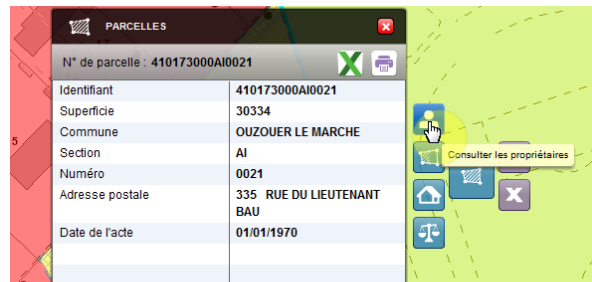 PARCELLES
N° de parcelle : 410173000AI0021
Identifiant 410173000AI0021
Superficie 30334
Commune OUZOUER LE MARCHE
Section AI
Numéro 0021
Adresse postale 335 RUE DU LIEUTENANT
BAU
Date de l'acte 01/01/1970
5
Consulter les propriétaires